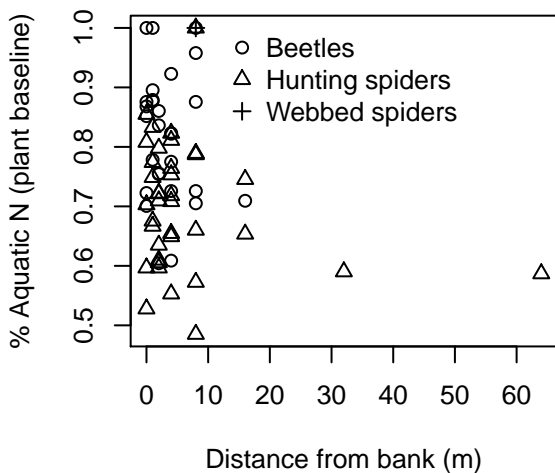 % Aquatic N (plant baseline)
1.0
0.9
0.8
0.7
0.6
0.5
Beetles
Hunting spiders
Webbed spiders
0 10 20 30 40 50 60
Distance from bank (m)